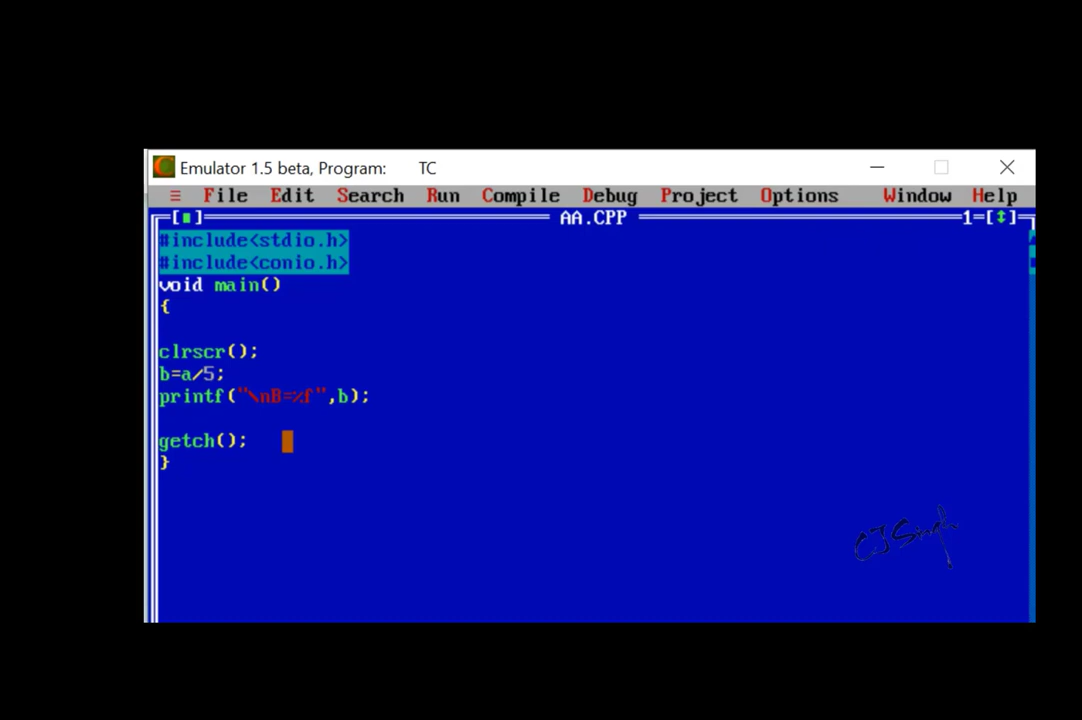 Emulator 1.5 beta, Program: TC
≡ File Edit Search Run Compile Debug Project Options Window Help
[■] AA.CPP 1=[↕]
#include<stdio.h>
#include<conio.h>
void main()
{
clrscr();
b=a/5;
printf("\nB=%f",b);
getch();
}
CJSingh